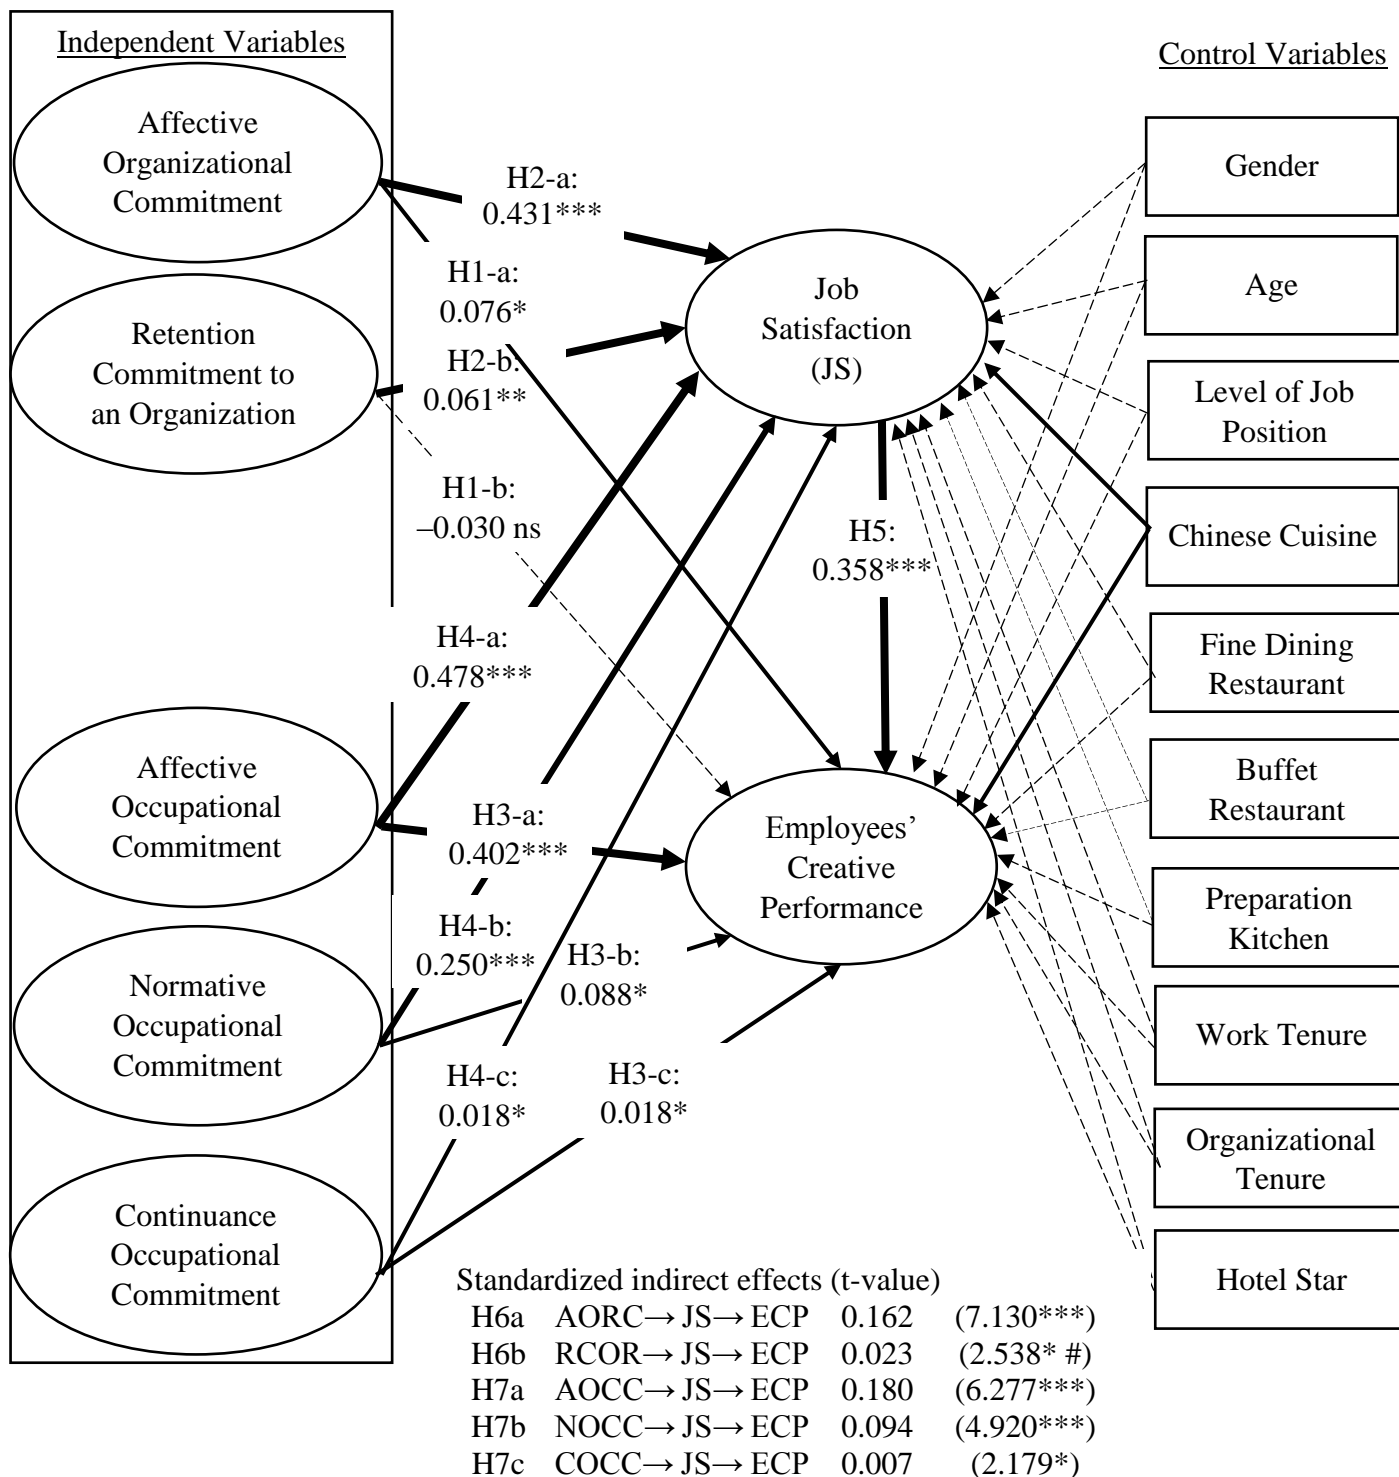 Independent Variables
Affective
Organizational
Commitment
Retention
Commitment to
an Organization
Affective
Occupational
Commitment
Normative
Occupational
Commitment
Continuance
Occupational
Commitment
H2-a:
0.431***
H1-a:
0.076*
H2-b:
0.061**
H1-b:
–0.030 ns
H4-a:
0.478***
H3-a:
0.402***
H4-b:
0.250***
H3-b:
0.088*
H4-c:
0.018*
H3-c:
0.018*
Job
Satisfaction
(JS)
H5:
0.358***
Employees’
Creative
Performance
Control Variables
Gender
Age
Level of Job
Position
Chinese Cuisine
Fine Dining
Restaurant
Buffet
Restaurant
Preparation
Kitchen
Work Tenure
Organizational
Tenure
Hotel Star
Standardized indirect effects (t-value)
H6a AORC→ JS→ ECP 0.162 (7.130***)
H6b RCOR→ JS→ ECP 0.023 (2.538* #)
H7a AOCC→ JS→ ECP 0.180 (6.277***)
H7b NOCC→ JS→ ECP 0.094 (4.920***)
H7c COCC→ JS→ ECP 0.007 (2.179*)